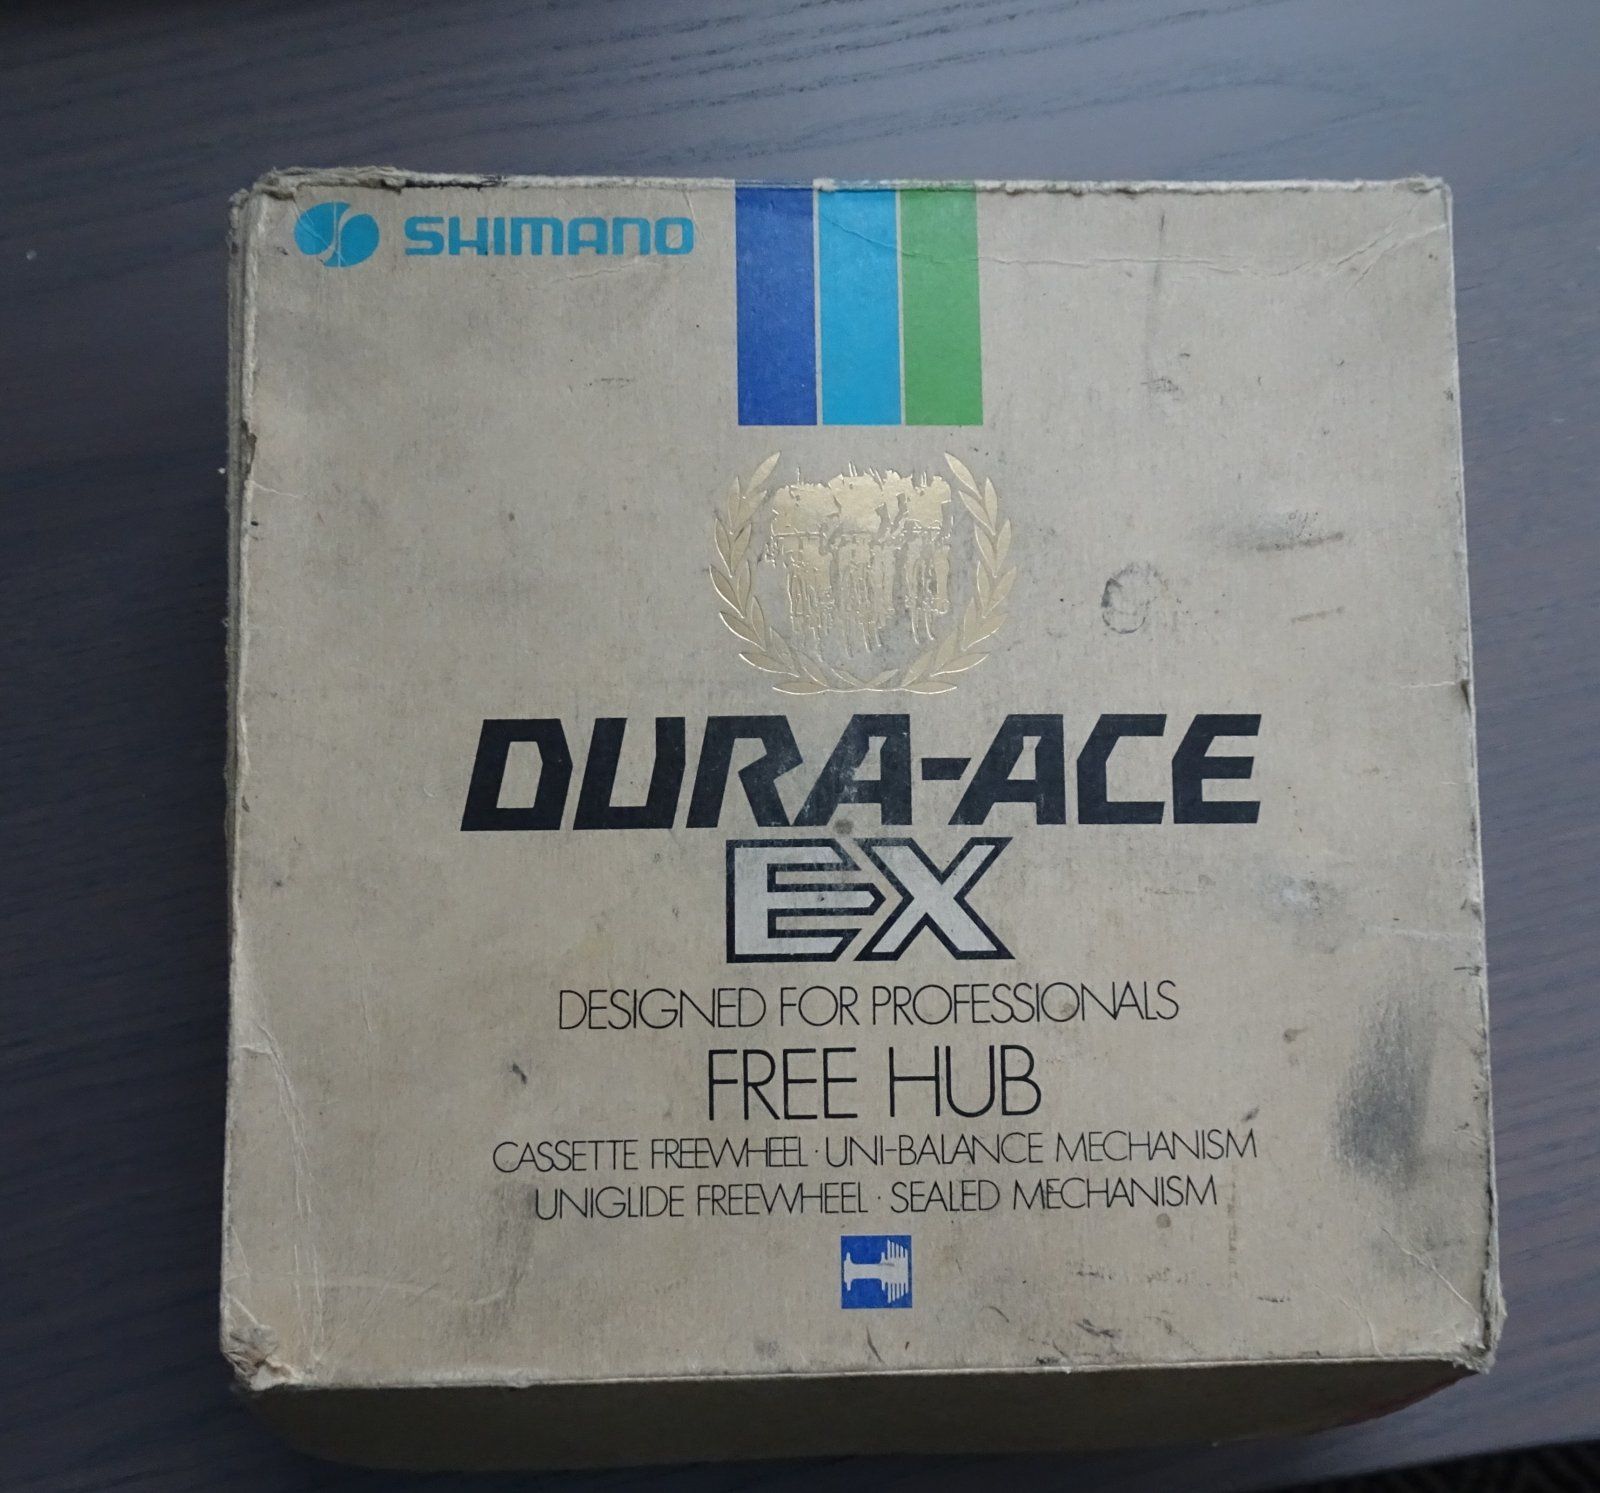 SHIMANO
DURA-ACE
EX
DESIGNED FOR PROFESSIONALS
FREE HUB
CASSETTE FREEWHEEL · UNI-BALANCE MECHANISM
UNIGLIDE FREEWHEEL · SEALED MECHANISM